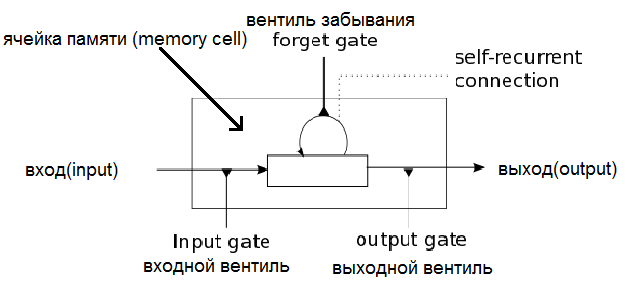 вентиль забывания
forget gate
ячейка памяти (memory cell)
self-recurrent
connection
вход(input)
выход(output)
Input gate
входной вентиль
output gate
выходной вентиль